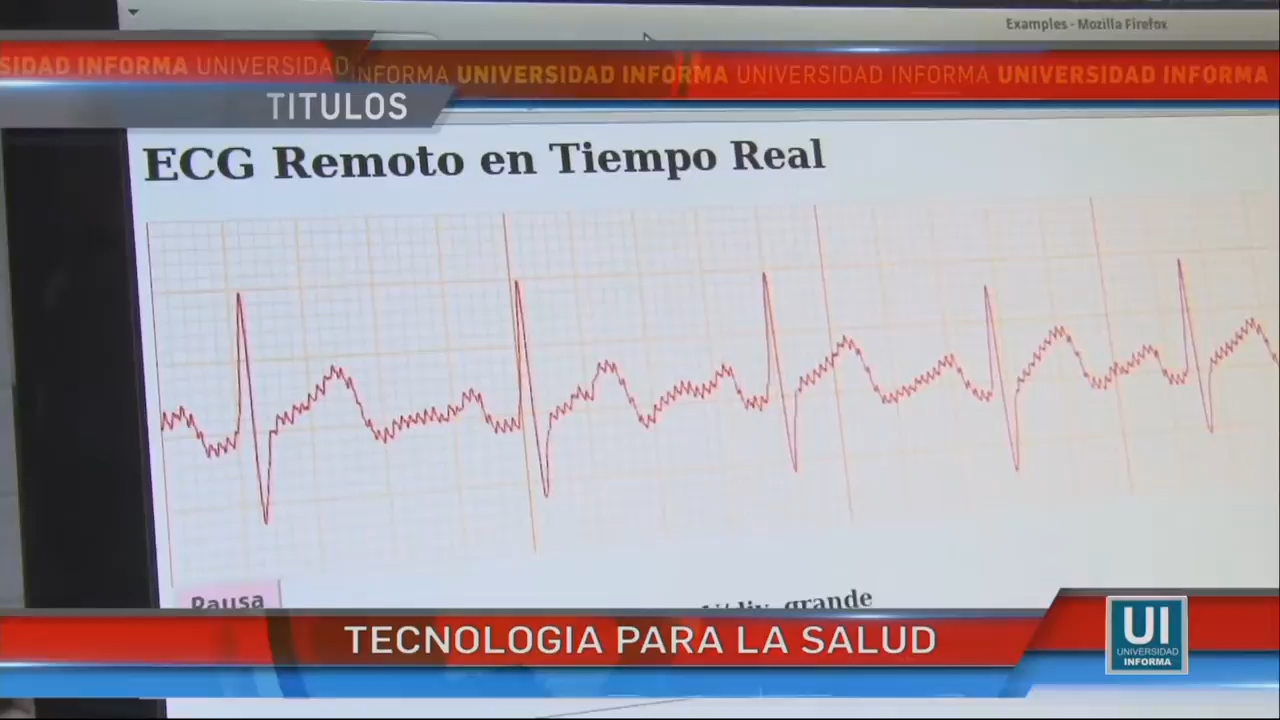 Examples - Mozilla Firefox
SIDAD INFORMA UNIVERSIDAD INFORMA UNIVERSIDAD INFORMA UNIVERSIDAD INFORMA UNIVERSIDAD INFORMA
TITULOS
ECG Remoto en Tiempo Real
Pausa
grande
TECNOLOGIA PARA LA SALUD
UI
UNIVERSIDAD
INFORMA